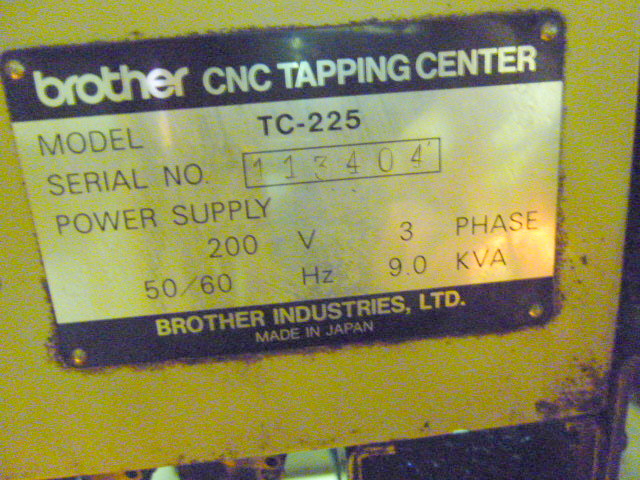 brother CNC TAPPING CENTER
MODEL TC-225
SERIAL NO. 113404
POWER SUPPLY
200 V 3 PHASE
50/60 Hz 9.0 KVA
BROTHER INDUSTRIES, LTD.
MADE IN JAPAN